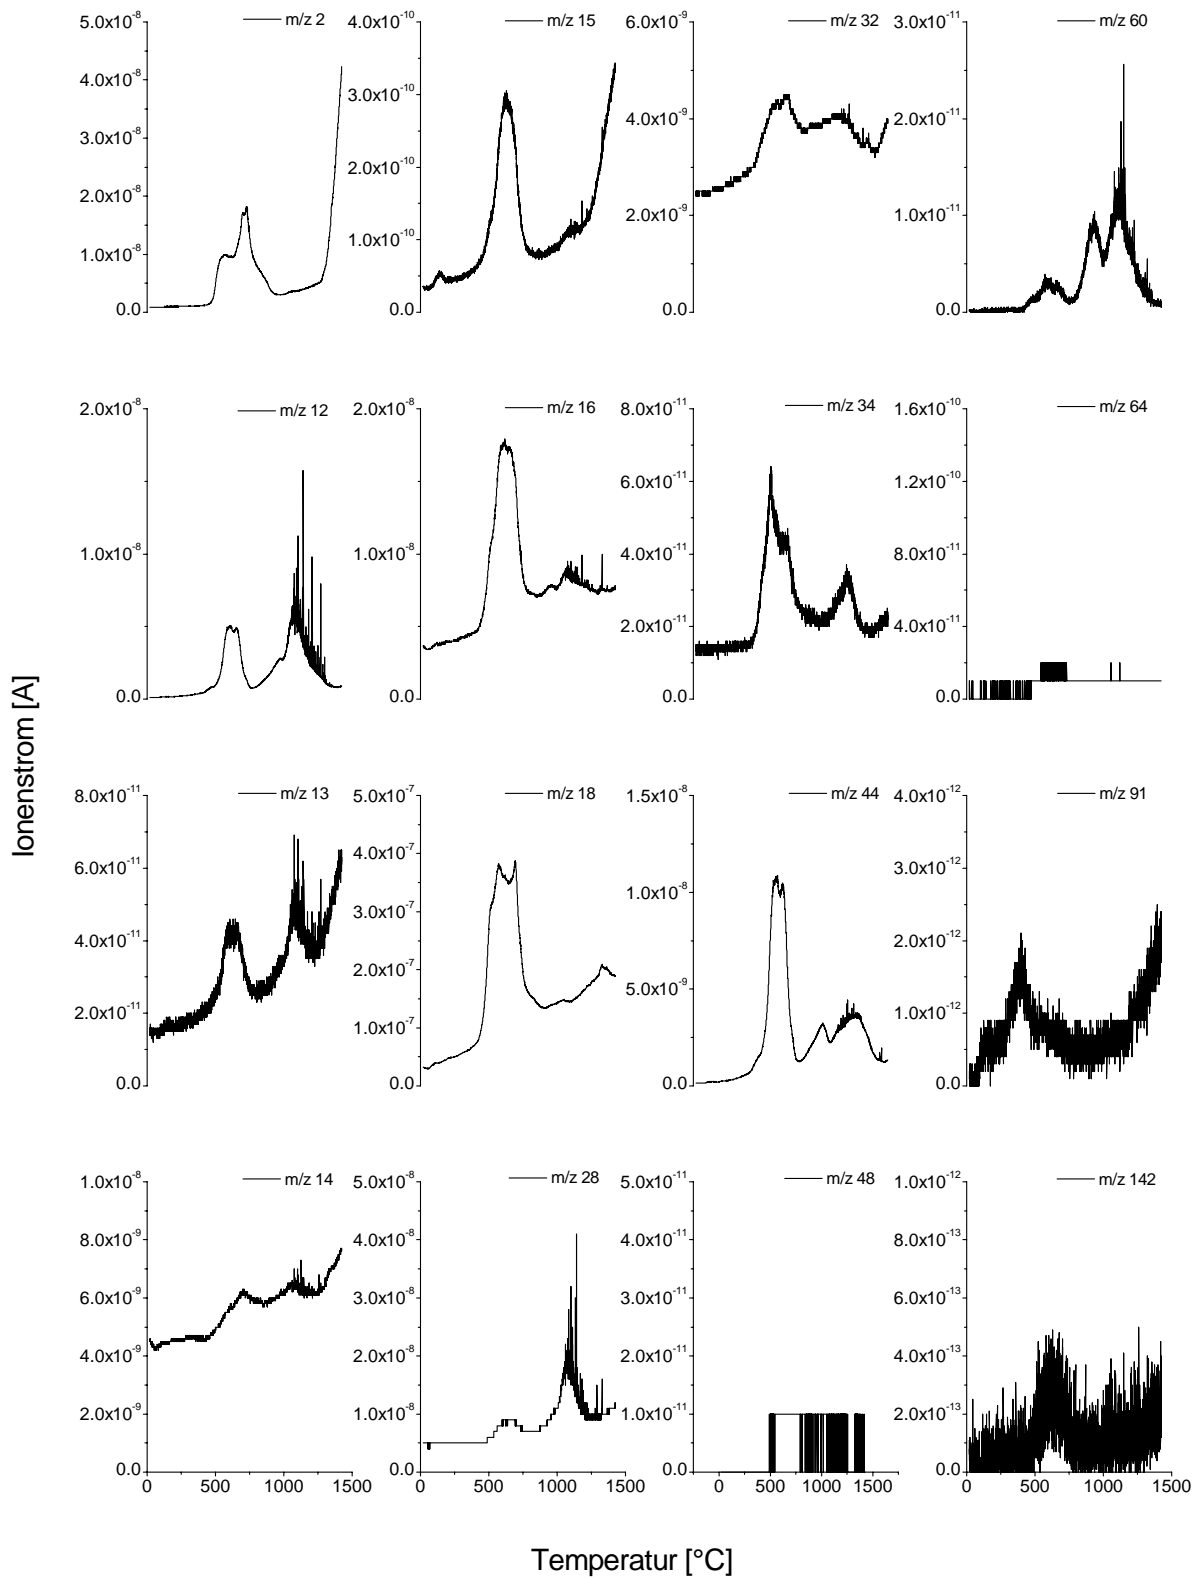 Ionenstrom [A]
m/z 2
5.0x10⁻⁸
4.0x10⁻⁸
3.0x10⁻⁸
2.0x10⁻⁸
1.0x10⁻⁸
0.0
m/z 15
4.0x10⁻¹⁰
3.0x10⁻¹⁰
2.0x10⁻¹⁰
1.0x10⁻¹⁰
0.0
m/z 32
6.0x10⁻⁹
4.0x10⁻⁹
2.0x10⁻⁹
0.0
m/z 60
3.0x10⁻¹¹
2.0x10⁻¹¹
1.0x10⁻¹¹
0.0
m/z 12
2.0x10⁻⁸
1.0x10⁻⁸
0.0
m/z 16
2.0x10⁻⁸
1.0x10⁻⁸
0.0
m/z 34
8.0x10⁻¹¹
6.0x10⁻¹¹
4.0x10⁻¹¹
2.0x10⁻¹¹
0.0
m/z 64
1.6x10⁻¹⁰
1.2x10⁻¹⁰
8.0x10⁻¹¹
4.0x10⁻¹¹
0.0
m/z 13
8.0x10⁻¹¹
6.0x10⁻¹¹
4.0x10⁻¹¹
2.0x10⁻¹¹
0.0
m/z 18
5.0x10⁻⁷
4.0x10⁻⁷
3.0x10⁻⁷
2.0x10⁻⁷
1.0x10⁻⁷
0.0
m/z 44
1.5x10⁻⁸
1.0x10⁻⁸
5.0x10⁻⁹
0.0
m/z 91
4.0x10⁻¹²
3.0x10⁻¹²
2.0x10⁻¹²
1.0x10⁻¹²
0.0
m/z 14
1.0x10⁻⁸
8.0x10⁻⁹
6.0x10⁻⁹
4.0x10⁻⁹
2.0x10⁻⁹
0.0
0 500 1000 1500
m/z 28
5.0x10⁻⁸
4.0x10⁻⁸
3.0x10⁻⁸
2.0x10⁻⁸
1.0x10⁻⁸
0.0
0 500 1000 1500
m/z 48
5.0x10⁻¹¹
4.0x10⁻¹¹
3.0x10⁻¹¹
2.0x10⁻¹¹
1.0x10⁻¹¹
0.0
0 500 1000 1500
m/z 142
1.0x10⁻¹²
8.0x10⁻¹³
6.0x10⁻¹³
4.0x10⁻¹³
2.0x10⁻¹³
0.0
0 500 1000 1500
Temperatur [°C]